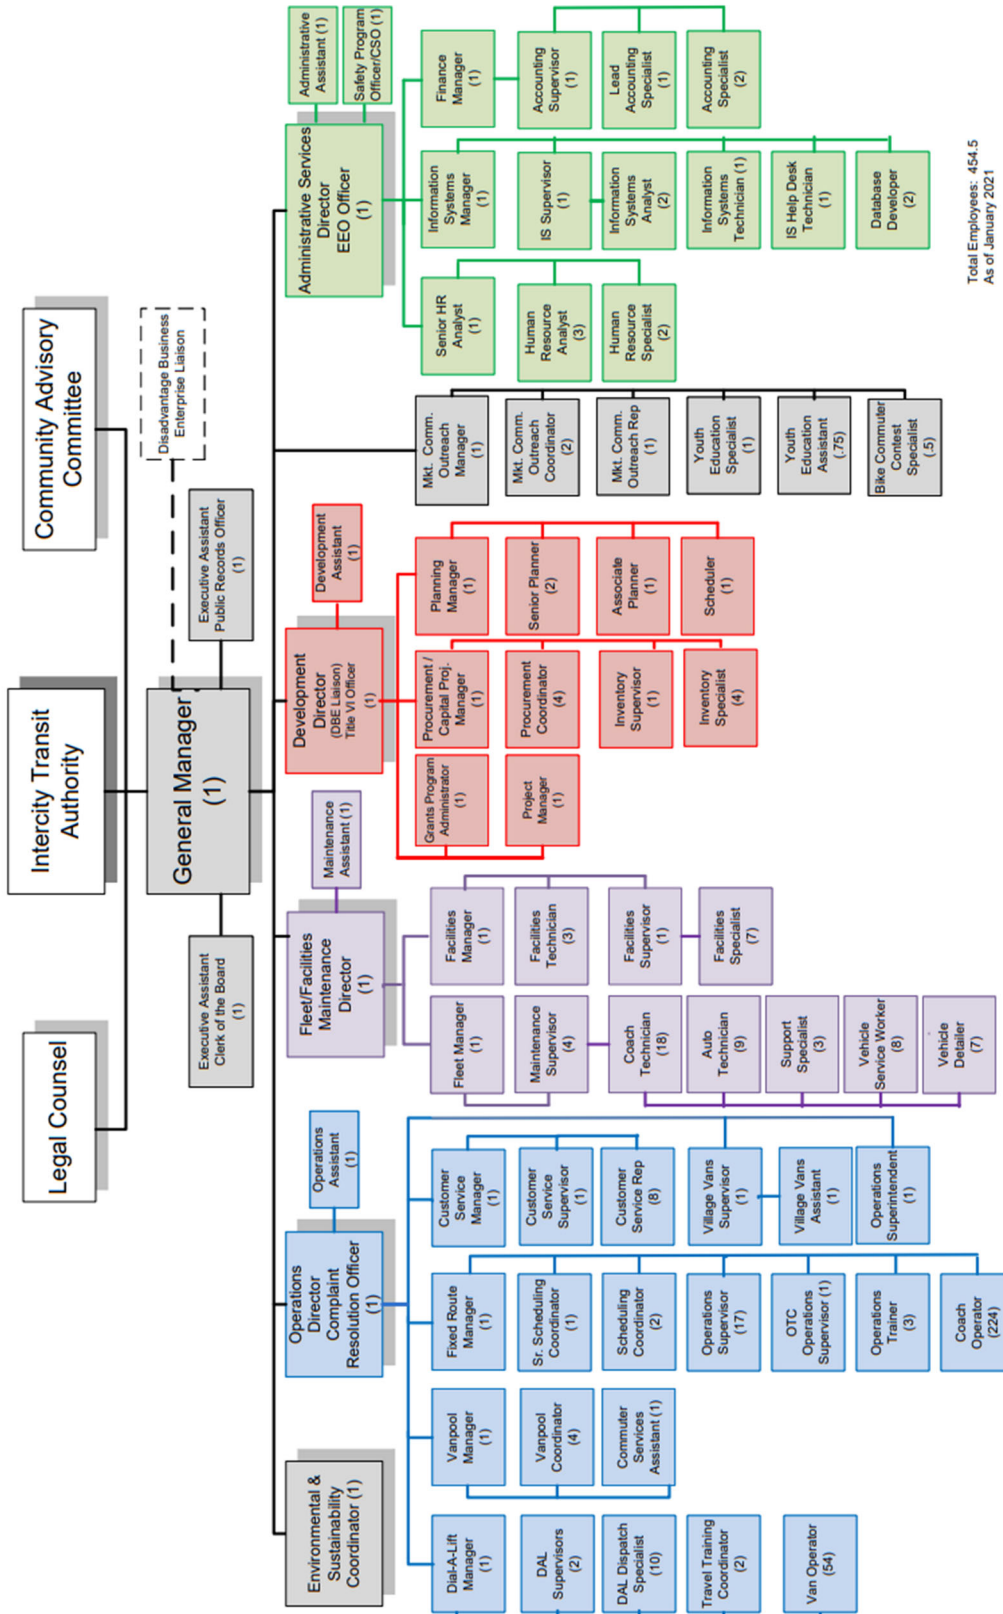 Legal Counsel
Intercity Transit
Authority
Community Advisory
Committee
General Manager
(1)
Disadvantage Business
Enterprise Liaison
Executive Assistant
Clerk of the Board
(1)
Executive Assistant
Public Records Officer
(1)
Environmental &
Sustainability
Coordinator (1)
Operations
Director
Complaint
Resolution Officer
(1)
Operations
Assistant
(1)
Fleet/Facilities
Maintenance
Director
(1)
Maintenance
Assistant (1)
Development
Director
(DBE Liaison)
Title VI Officer
(1)
Development
Assistant
(1)
Administrative Services
Director
EEO Officer
(1)
Administrative
Assistant (1)
Safety Program
Officer/CSO (1)
Dial-A-Lift
Manager
(1)
DAL
Supervisors
(2)
DAL Dispatch
Specialist
(10)
Travel Training
Coordinator
(2)
Van Operator
(54)
Vanpool
Manager
(1)
Vanpool
Coordinator
(4)
Commuter
Services
Assistant (1)
Fixed Route
Manager
(1)
Sr. Scheduling
Coordinator
(1)
Scheduling
Coordinator
(2)
Operations
Supervisor
(17)
OTC
Operations
Supervisor (1)
Operations
Trainer
(3)
Coach
Operator
(224)
Customer
Service
Manager
(1)
Customer
Service
Supervisor
(1)
Customer
Service Rep
(8)
Village Vans
Supervisor
(1)
Village Vans
Assistant
(1)
Operations
Superintendent
(1)
Fleet Manager
(1)
Maintenance
Supervisor
(4)
Coach
Technician
(18)
Auto
Technician
(9)
Support
Specialist
(3)
Vehicle
Service Worker
(8)
Vehicle
Detailer
(7)
Facilities
Manager
(1)
Facilities
Technician
(3)
Facilities
Supervisor
(1)
Facilities
Specialist
(7)
Grants Program
Administrator
(1)
Project
Manager
(1)
Procurement /
Capital Proj.
Manager
(1)
Procurement
Coordinator
(4)
Inventory
Supervisor
(1)
Inventory
Specialist
(4)
Planning
Manager
(1)
Senior Planner
(2)
Associate
Planner
(1)
Scheduler
(1)
Mkt. Comm.
Outreach
Manager
(1)
Mkt. Comm.
Outreach
Coordinator
(2)
Mkt. Comm.
Outreach Rep
(1)
Youth
Education
Specialist
(1)
Youth
Education
Assistant
(.75)
Bike Commuter
Contest
Specialist
(.5)
Senior HR
Analyst
(1)
Human
Resource
Analyst
(3)
Human
Resource
Specialist
(2)
Information
Systems
Manager
(1)
IS Supervisor
(1)
Information
Systems
Analyst
(2)
Information
Systems
Technician (1)
IS Help Desk
Technician
(1)
Database
Developer
(2)
Finance
Manager
(1)
Accounting
Supervisor
(1)
Lead
Accounting
Specialist
(1)
Accounting
Specialist
(2)
Total Employees: 454.5
As of January 2021